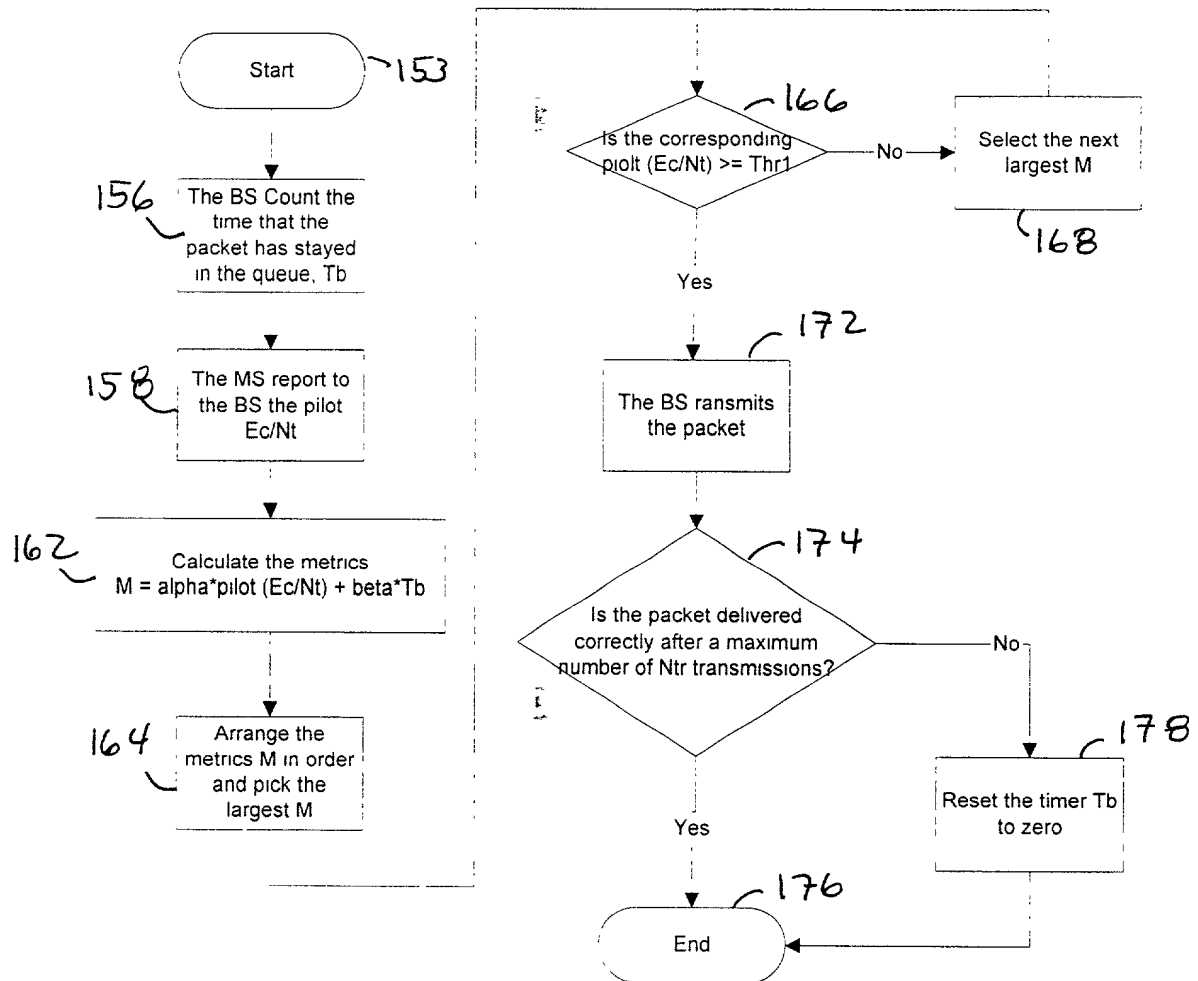 Start
153
156
The BS Count the
time that the
packet has stayed
in the queue, Tb
158
The MS report to
the BS the pilot
Ec/Nt
162
Calculate the metrics
M = alpha*pilot (Ec/Nt) + beta*Tb
164
Arrange the
metrics M in order
and pick the
largest M
166
Is the corresponding
piolt (Ec/Nt) >= Thr1
No
Select the next
largest M
168
Yes
172
The BS ransmits
the packet
174
Is the packet delivered
correctly after a maximum
number of Ntr transmissions?
No
178
Reset the timer Tb
to zero
Yes
176
End